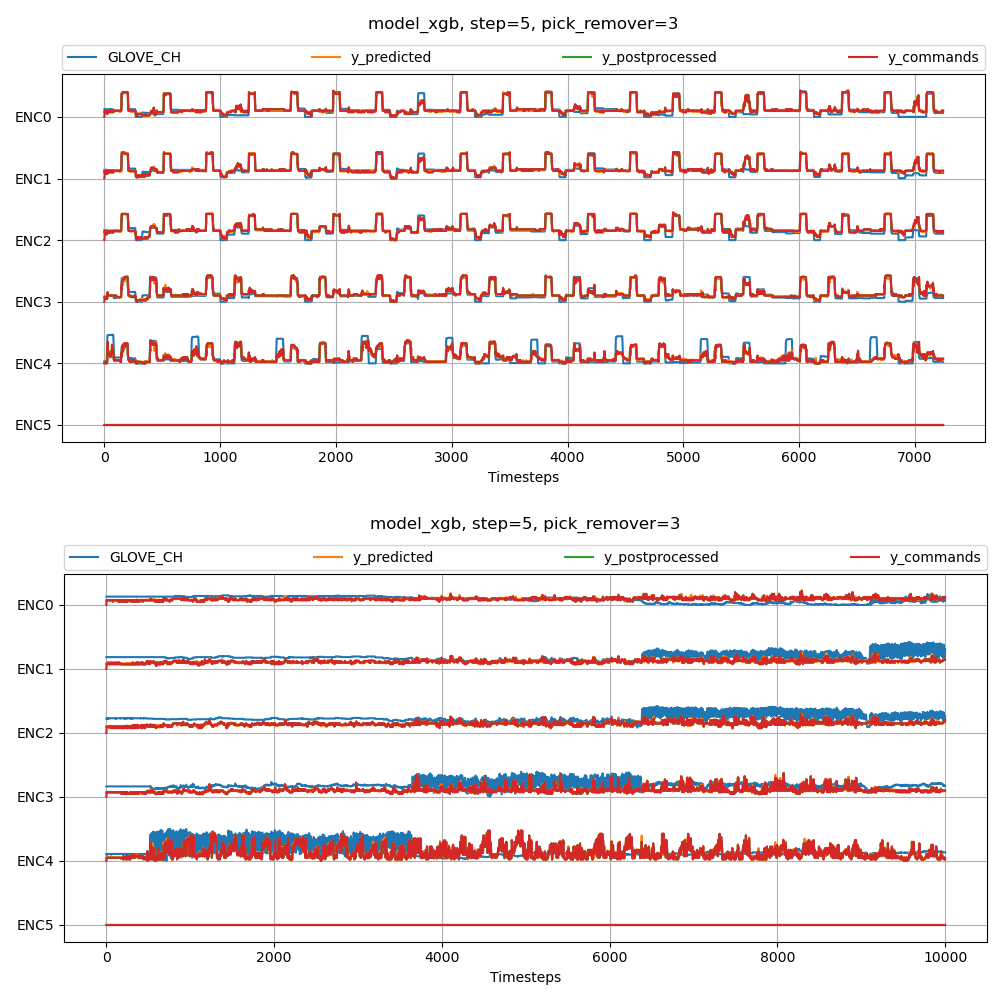 model_xgb, step=5, pick_remover=3
GLOVE_CH y_predicted y_postprocessed y_commands
ENC0
ENC1
ENC2
ENC3
ENC4
ENC5
0 1000 2000 3000 4000 5000 6000 7000
Timesteps
model_xgb, step=5, pick_remover=3
GLOVE_CH y_predicted y_postprocessed y_commands
ENC0
ENC1
ENC2
ENC3
ENC4
ENC5
0 2000 4000 6000 8000 10000
Timesteps